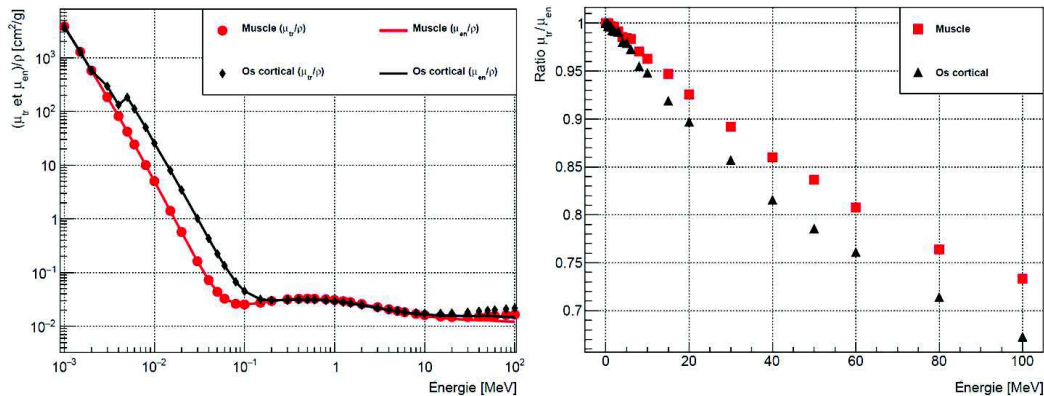 (μtr et μen)/ρ [cm²/g]
Muscle (μtr/ρ)
Muscle (μen/ρ)
Os cortical (μtr/ρ)
Os cortical (μen/ρ)
10³
10²
10
1
10⁻¹
10⁻²
10⁻³ 10⁻² 10⁻¹ 1 10 10²
Énergie [MeV]
Ratio μtr/μen
Muscle
Os cortical
1
0.95
0.9
0.85
0.8
0.75
0.7
0 20 40 60 80 100
Énergie [MeV]